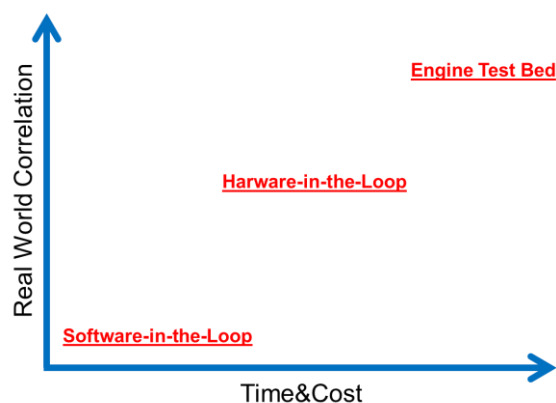 Engine Test Bed
Harware-in-the-Loop
Software-in-the-Loop
Real World Correlation
Time&Cost